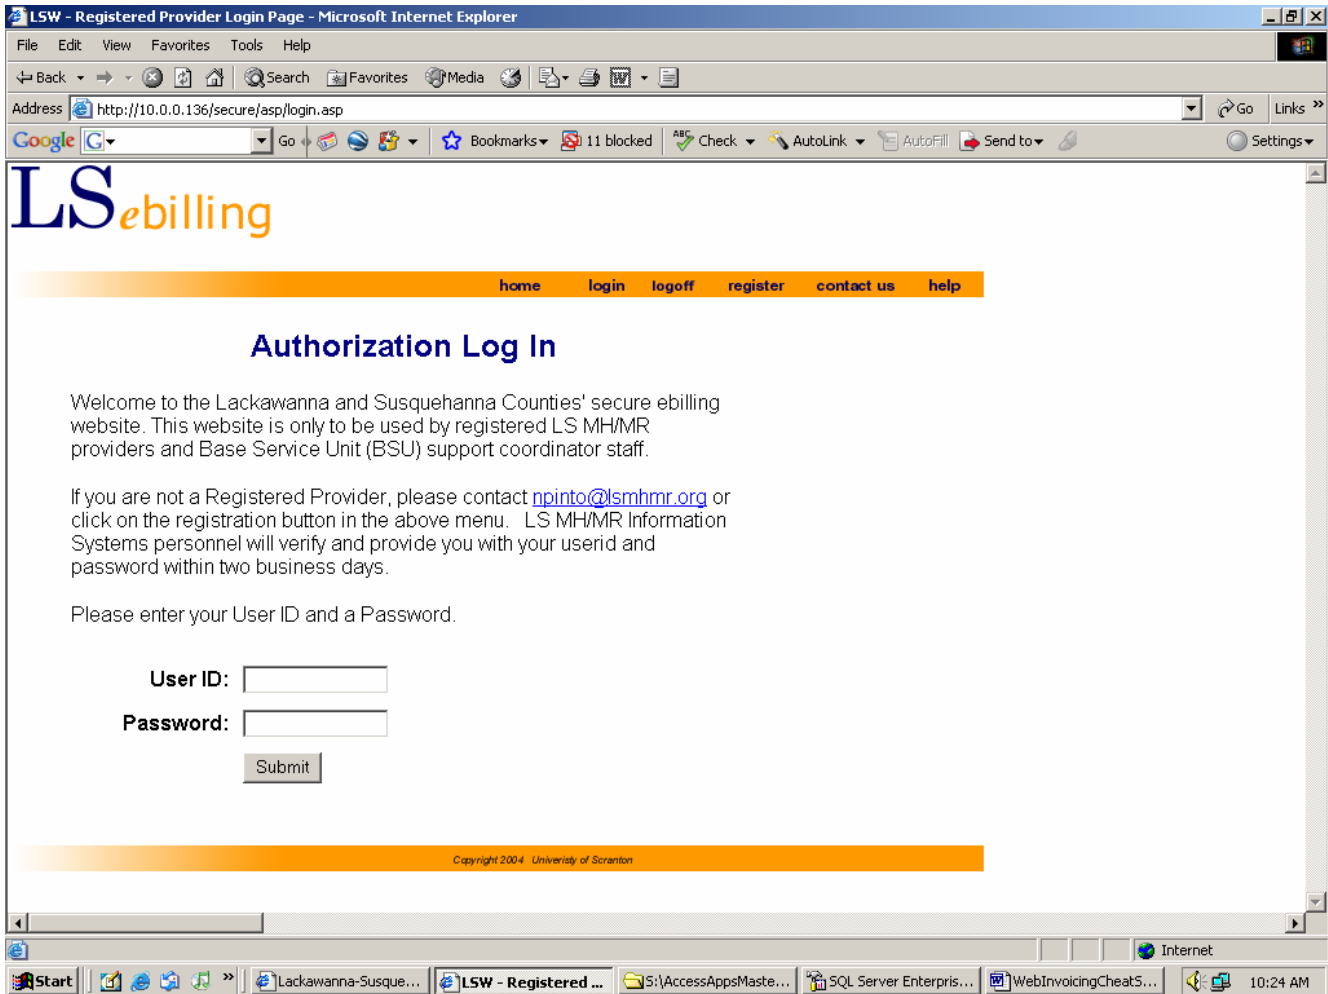 LSW - Registered Provider Login Page - Microsoft Internet Explorer
File Edit View Favorites Tools Help
Back Search Favorites Media
Address http://10.0.0.136/secure/asp/login.asp Go Links »
Google G Go Bookmarks 11 blocked ABC Check AutoLink AutoFill Send to Settings
LSebilling
home login logoff register contact us help
Authorization Log In
Welcome to the Lackawanna and Susquehanna Counties' secure ebilling
website. This website is only to be used by registered LS MH/MR
providers and Base Service Unit (BSU) support coordinator staff.
If you are not a Registered Provider, please contact npinto@lsmhmr.org or
click on the registration button in the above menu. LS MH/MR Information
Systems personnel will verify and provide you with your userid and
password within two business days.
Please enter your User ID and a Password.
User ID:
Password:
Submit
Copyright 2004 Univeristy of Scranton
Internet
Start » Lackawanna-Susque... LSW - Registered ... S:\AccessAppsMaste... SQL Server Enterpris... WebInvoicingCheatS... 10:24 AM